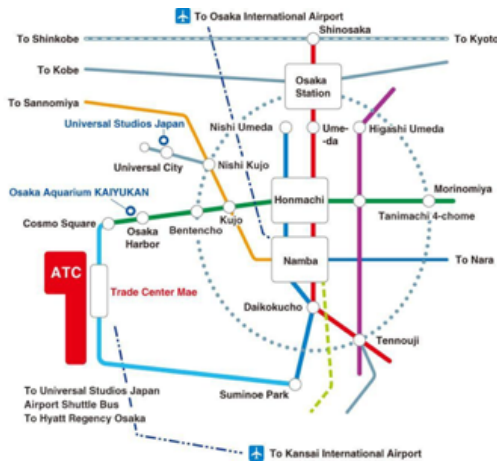 To Osaka International Airport
Shinosaka
To Shinkobe
To Kyoto
Osaka
Station
To Kobe
To Sannomiya
Universal Studios Japan
Nishi Umeda
Ume-
-da
Higashi Umeda
Universal City
Nishi Kujo
Osaka Aquarium KAIYUKAN
Honmachi
Morinomiya
Cosmo Square
Osaka
Harbor
Bentencho
Kujo
Tanimachi 4-chome
ATC
Trade Center Mae
Namba
To Nara
Daikokucho
Tennouji
To Universal Studios Japan
Airport Shuttle Bus
To Hyatt Regency Osaka
Suminoe Park
To Kansai International Airport